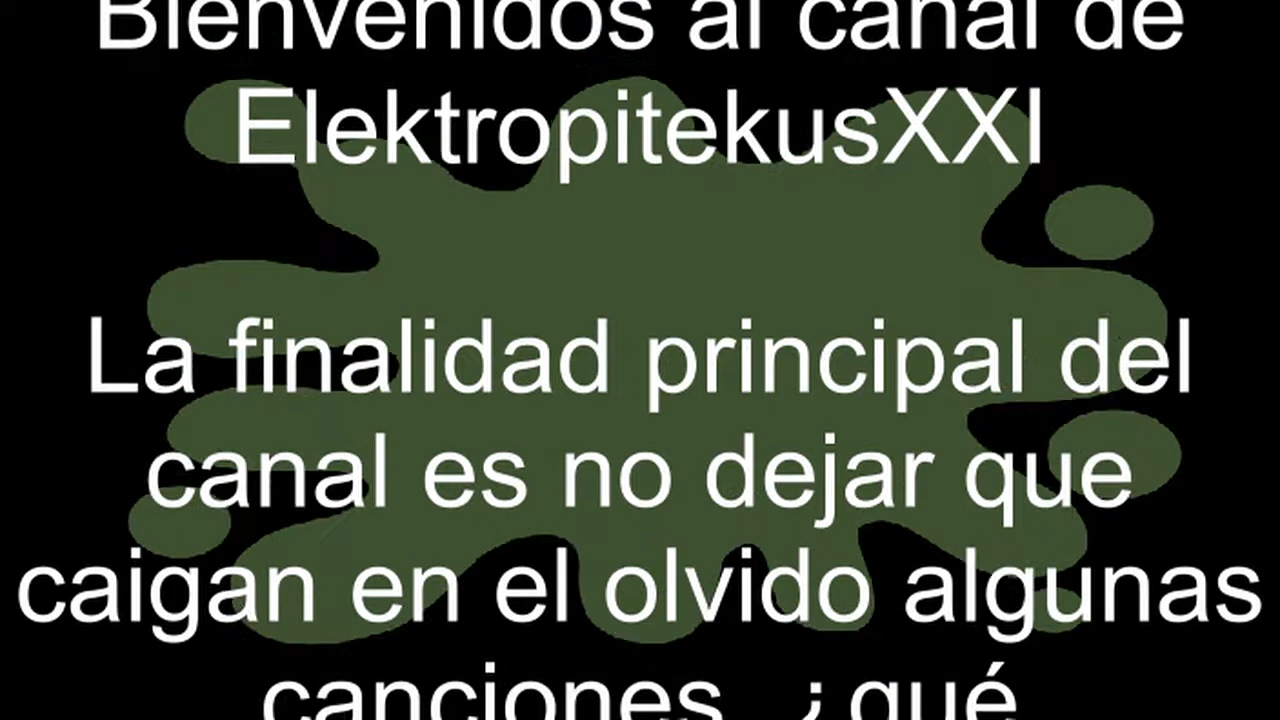 Bienvenidos al canal de
ElektropitekusXXI
La finalidad principal del
canal es no dejar que
caigan en el olvido algunas
canciones, ¿qué